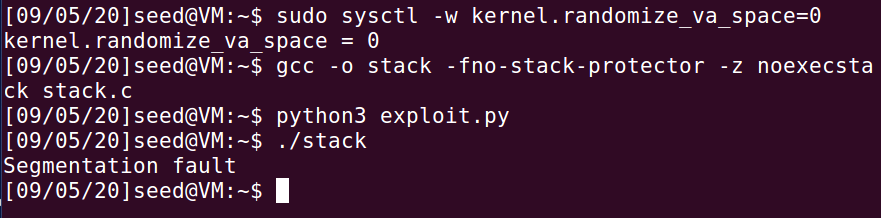 [09/05/20]seed@VM:~$ sudo sysctl -w kernel.randomize_va_space=0
kernel.randomize_va_space = 0
[09/05/20]seed@VM:~$ gcc -o stack -fno-stack-protector -z noexecsta
ck stack.c
[09/05/20]seed@VM:~$ python3 exploit.py
[09/05/20]seed@VM:~$ ./stack
Segmentation fault
[09/05/20]seed@VM:~$